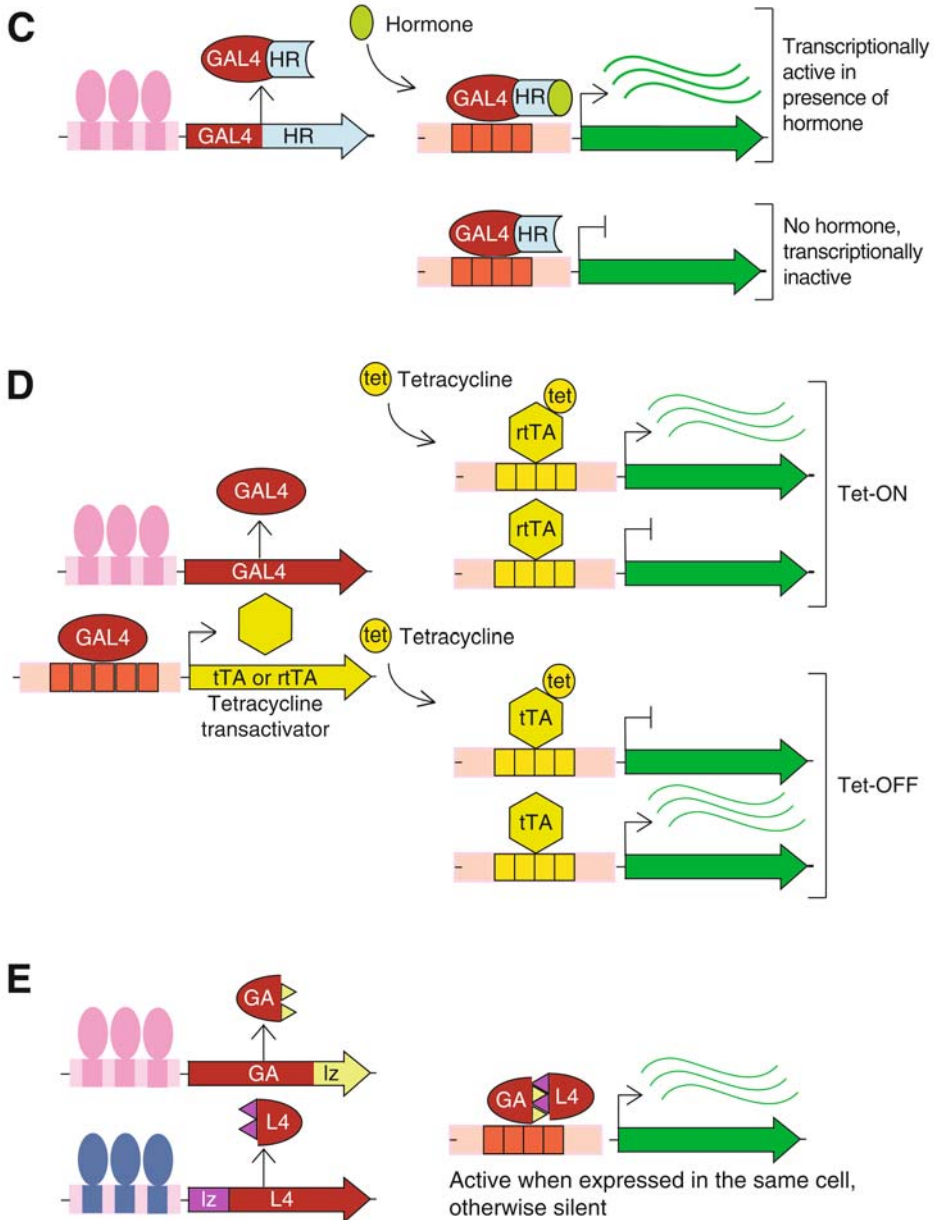 C
GAL4 HR
GAL4 HR
Hormone
GAL4 HR
Transcriptionally
active in
presence of
hormone
GAL4 HR
No hormone,
transcriptionally
inactive
D
GAL4
GAL4
GAL4
tTA or rtTA
Tetracycline
transactivator
tet Tetracycline
tet
rtTA
rtTA
Tet-ON
tet Tetracycline
tet
tTA
tTA
Tet-OFF
E
GA
GA lz
L4
lz L4
GA L4
Active when expressed in the same cell,
otherwise silent